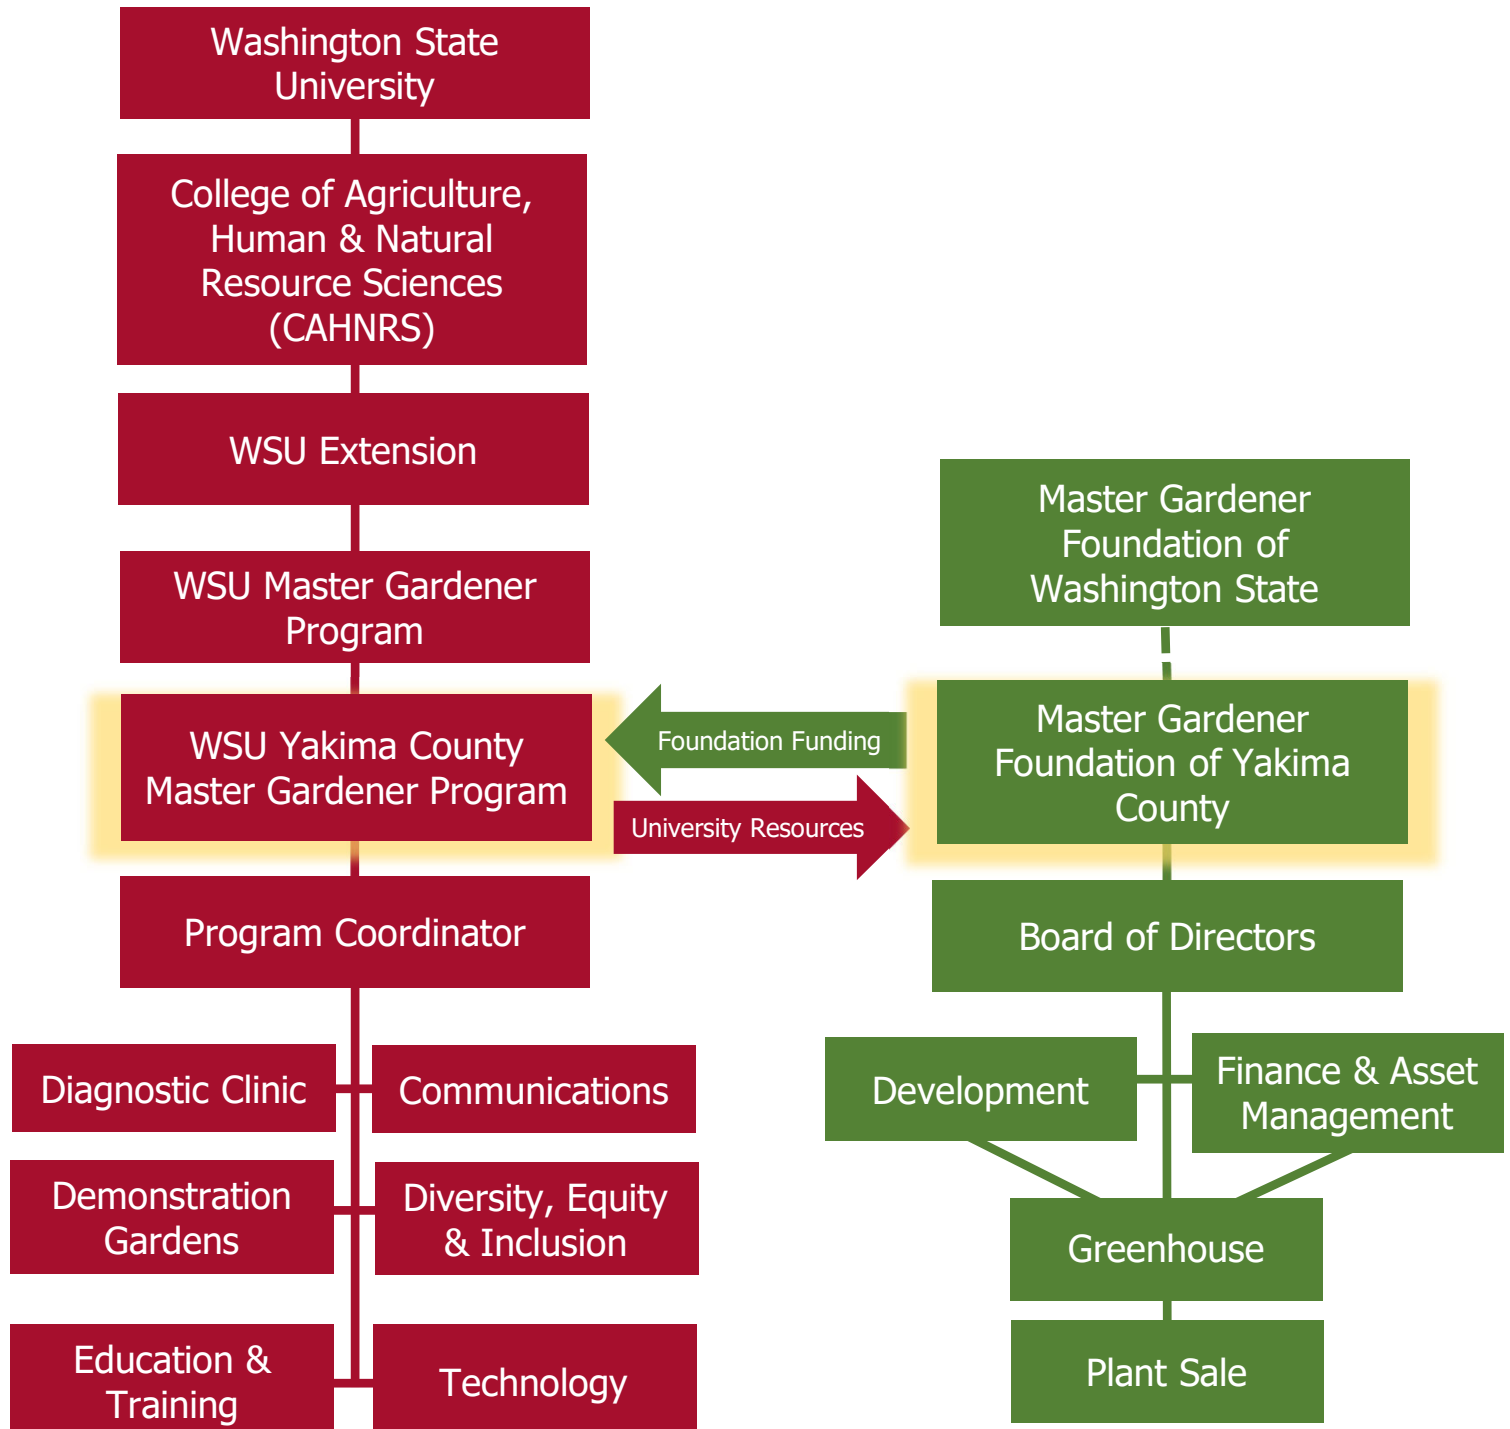 Washington State
University
College of Agriculture,
Human & Natural
Resource Sciences
(CAHNRS)
WSU Extension
WSU Master Gardener
Program
WSU Yakima County
Master Gardener Program
Program Coordinator
Diagnostic Clinic
Communications
Demonstration
Gardens
Diversity, Equity
& Inclusion
Education &
Training
Technology
Foundation Funding
University Resources
Master Gardener
Foundation of
Washington State
Master Gardener
Foundation of Yakima
County
Board of Directors
Development
Finance & Asset
Management
Greenhouse
Plant Sale